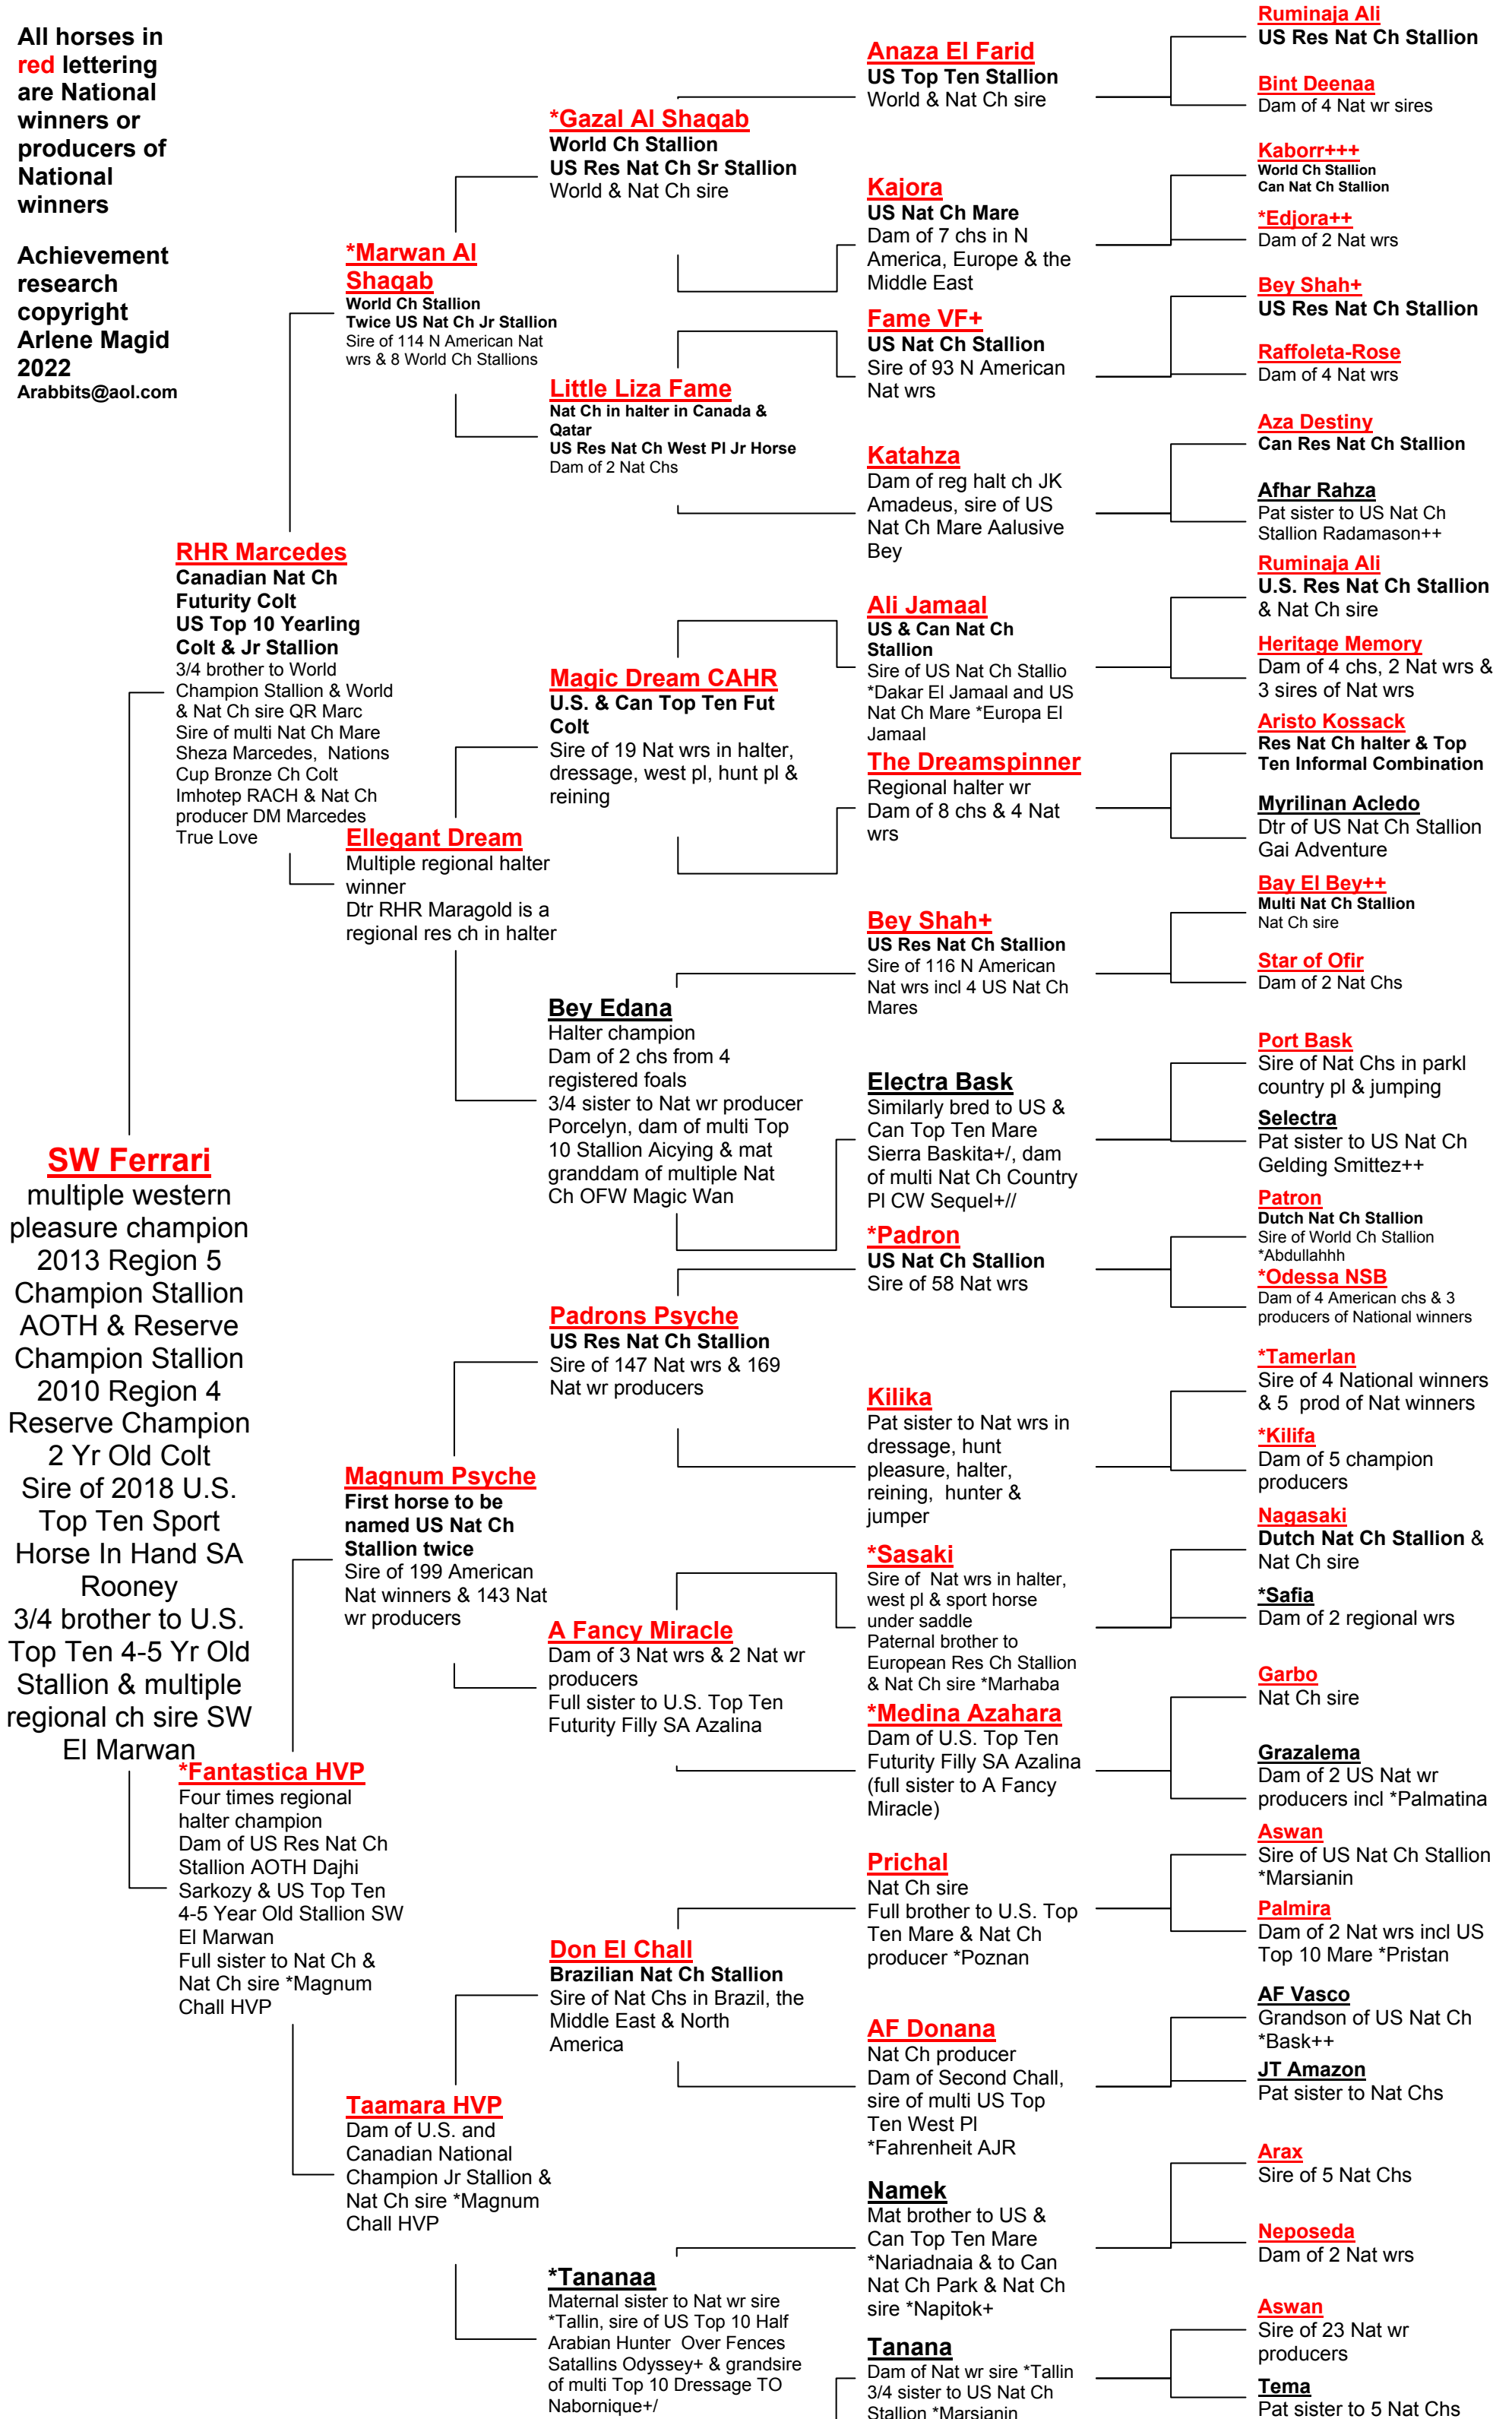 All horses in
red lettering
are National
winners or
producers of
National
winners
Achievement
research
copyright
Arlene Magid
2022
Arabbits@aol.com
SW Ferrari
multiple western
pleasure champion
2013 Region 5
Champion Stallion
AOTH & Reserve
Champion Stallion
2010 Region 4
Reserve Champion
2 Yr Old Colt
Sire of 2018 U.S.
Top Ten Sport
Horse In Hand SA
Rooney
3/4 brother to U.S.
Top Ten 4-5 Yr Old
Stallion & multiple
regional ch sire SW
El Marwan
RHR Marcedes
Canadian Nat Ch
Futurity Colt
US Top 10 Yearling
Colt & Jr Stallion
3/4 brother to World
Champion Stallion & World
& Nat Ch sire QR Marc
Sire of multi Nat Ch Mare
Sheza Marcedes, Nations
Cup Bronze Ch Colt
Imhotep RACH & Nat Ch
producer DM Marcedes
True Love
*Fantastica HVP
Four times regional
halter champion
Dam of US Res Nat Ch
Stallion AOTH Dajhi
Sarkozy & US Top Ten
4-5 Year Old Stallion SW
El Marwan
Full sister to Nat Ch &
Nat Ch sire *Magnum
Chall HVP
*Marwan Al
Shaqab
World Ch Stallion
Twice US Nat Ch Jr Stallion
Sire of 114 N American Nat
wrs & 8 World Ch Stallions
Ellegant Dream
Multiple regional halter
winner
Dtr RHR Maragold is a
regional res ch in halter
Magnum Psyche
First horse to be
named US Nat Ch
Stallion twice
Sire of 199 American
Nat winners & 143 Nat
wr producers
Taamara HVP
Dam of U.S. and
Canadian National
Champion Jr Stallion &
Nat Ch sire *Magnum
Chall HVP
*Gazal Al Shaqab
World Ch Stallion
US Res Nat Ch Sr Stallion
World & Nat Ch sire
Little Liza Fame
Nat Ch in halter in Canada &
Qatar
US Res Nat Ch West Pl Jr Horse
Dam of 2 Nat Chs
Magic Dream CAHR
U.S. & Can Top Ten Fut
Colt
Sire of 19 Nat wrs in halter,
dressage, west pl, hunt pl &
reining
Bey Edana
Halter champion
Dam of 2 chs from 4
registered foals
3/4 sister to Nat wr producer
Porcelyn, dam of multi Top
10 Stallion Aicying & mat
granddam of multiple Nat
Ch OFW Magic Wan
Padrons Psyche
US Res Nat Ch Stallion
Sire of 147 Nat wrs & 169
Nat wr producers
A Fancy Miracle
Dam of 3 Nat wrs & 2 Nat wr
producers
Full sister to U.S. Top Ten
Futurity Filly SA Azalina
Don El Chall
Brazilian Nat Ch Stallion
Sire of Nat Chs in Brazil, the
Middle East & North
America
*Tananaa
Maternal sister to Nat wr sire
*Tallin, sire of US Top 10 Half
Arabian Hunter Over Fences
Satallins Odyssey+ & grandsire
of multi Top 10 Dressage TO
Nabornique+/
Anaza El Farid
US Top Ten Stallion
World & Nat Ch sire
Kajora
US Nat Ch Mare
Dam of 7 chs in N
America, Europe & the
Middle East
Fame VF+
US Nat Ch Stallion
Sire of 93 N American
Nat wrs
Katahza
Dam of reg halt ch JK
Amadeus, sire of US
Nat Ch Mare Aalusive
Bey
Ali Jamaal
US & Can Nat Ch
Stallion
Sire of US Nat Ch Stallio
*Dakar El Jamaal and US
Nat Ch Mare *Europa El
Jamaal
The Dreamspinner
Regional halter wr
Dam of 8 chs & 4 Nat
wrs
Bey Shah+
US Res Nat Ch Stallion
Sire of 116 N American
Nat wrs incl 4 US Nat Ch
Mares
Electra Bask
Similarly bred to US &
Can Top Ten Mare
Sierra Baskita+/, dam
of multi Nat Ch Country
Pl CW Sequel+//
*Padron
US Nat Ch Stallion
Sire of 58 Nat wrs
Kilika
Pat sister to Nat wrs in
dressage, hunt
pleasure, halter,
reining, hunter &
jumper
*Sasaki
Sire of Nat wrs in halter,
west pl & sport horse
under saddle
Paternal brother to
European Res Ch Stallion
& Nat Ch sire *Marhaba
*Medina Azahara
Dam of U.S. Top Ten
Futurity Filly SA Azalina
(full sister to A Fancy
Miracle)
Prichal
Nat Ch sire
Full brother to U.S. Top
Ten Mare & Nat Ch
producer *Poznan
AF Donana
Nat Ch producer
Dam of Second Chall,
sire of multi US Top
Ten West Pl
*Fahrenheit AJR
Namek
Mat brother to US &
Can Top Ten Mare
*Nariadnaia & to Can
Nat Ch Park & Nat Ch
sire *Napitok+
Tanana
Dam of Nat wr sire *Tallin
3/4 sister to US Nat Ch
Stallion *Marsianin
Ruminaja Ali
US Res Nat Ch Stallion
Bint Deenaa
Dam of 4 Nat wr sires
Kaborr+++
World Ch Stallion
Can Nat Ch Stallion
*Edjora++
Dam of 2 Nat wrs
Bey Shah+
US Res Nat Ch Stallion
Raffoleta-Rose
Dam of 4 Nat wrs
Aza Destiny
Can Res Nat Ch Stallion
Afhar Rahza
Pat sister to US Nat Ch
Stallion Radamason++
Ruminaja Ali
U.S. Res Nat Ch Stallion
& Nat Ch sire
Heritage Memory
Dam of 4 chs, 2 Nat wrs &
3 sires of Nat wrs
Aristo Kossack
Res Nat Ch halter & Top
Ten Informal Combination
Myrilinan Acledo
Dtr of US Nat Ch Stallion
Gai Adventure
Bay El Bey++
Multi Nat Ch Stallion
Nat Ch sire
Star of Ofir
Dam of 2 Nat Chs
Port Bask
Sire of Nat Chs in parkl
country pl & jumping
Selectra
Pat sister to US Nat Ch
Gelding Smittez++
Patron
Dutch Nat Ch Stallion
Sire of World Ch Stallion
*Abdullahhh
*Odessa NSB
Dam of 4 American chs & 3
producers of National winners
*Tamerlan
Sire of 4 National winners
& 5 prod of Nat winners
*Kilifa
Dam of 5 champion
producers
Nagasaki
Dutch Nat Ch Stallion &
Nat Ch sire
*Safia
Dam of 2 regional wrs
Garbo
Nat Ch sire
Grazalema
Dam of 2 US Nat wr
producers incl *Palmatina
Aswan
Sire of US Nat Ch Stallion
*Marsianin
Palmira
Dam of 2 Nat wrs incl US
Top 10 Mare *Pristan
AF Vasco
Grandson of US Nat Ch
*Bask++
JT Amazon
Pat sister to Nat Chs
Arax
Sire of 5 Nat Chs
Neposeda
Dam of 2 Nat wrs
Aswan
Sire of 23 Nat wr
producers
Tema
Pat sister to 5 Nat Chs